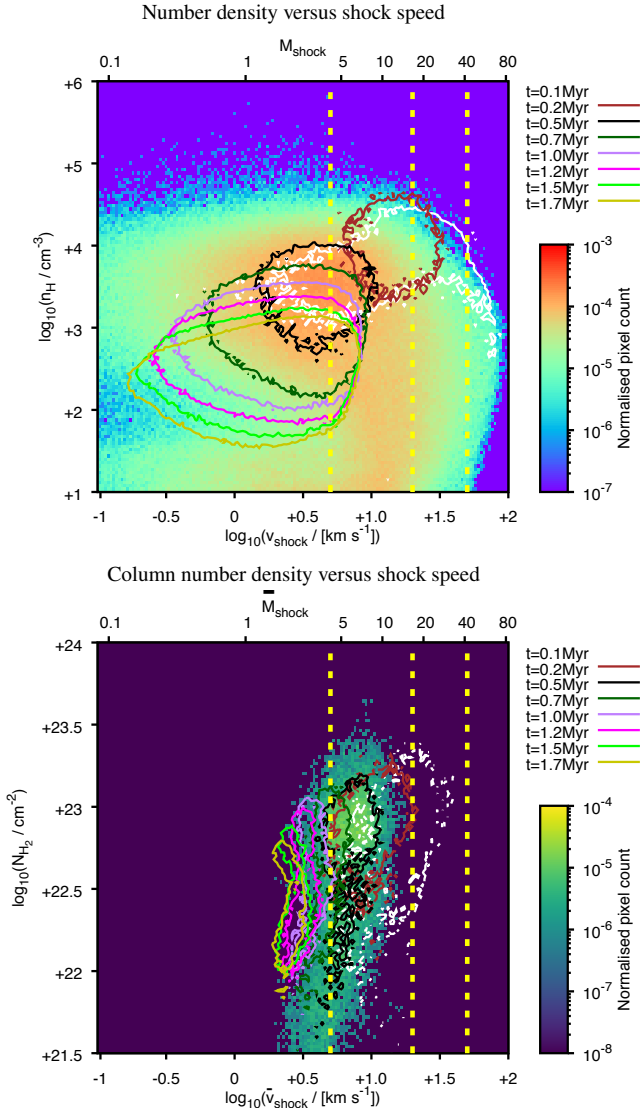 Number density versus shock speed
M_shock
0.1 1 5 10 20 40 80
+6
+5
+4
+3
+2
+1
log10(nH / cm-3)
-1 -0.5 0 +0.5 +1.0 +1.5 +2
log10(vshock / [km s-1])
t=0.1Myr
t=0.2Myr
t=0.5Myr
t=0.7Myr
t=1.0Myr
t=1.2Myr
t=1.5Myr
t=1.7Myr
10-3
10-4
10-5
10-6
10-7
Normalised pixel count
Column number density versus shock speed
M̄shock
0.1 1 5 10 20 40 80
+24
+23.5
+23
+22.5
+22
+21.5
log10(NH2 / cm-2)
-1 -0.5 0 +0.5 +1.0 +1.5 +2
log10(v̄shock / [km s-1])
t=0.1Myr
t=0.2Myr
t=0.5Myr
t=0.7Myr
t=1.0Myr
t=1.2Myr
t=1.5Myr
t=1.7Myr
10-4
10-5
10-6
10-7
10-8
Normalised pixel count